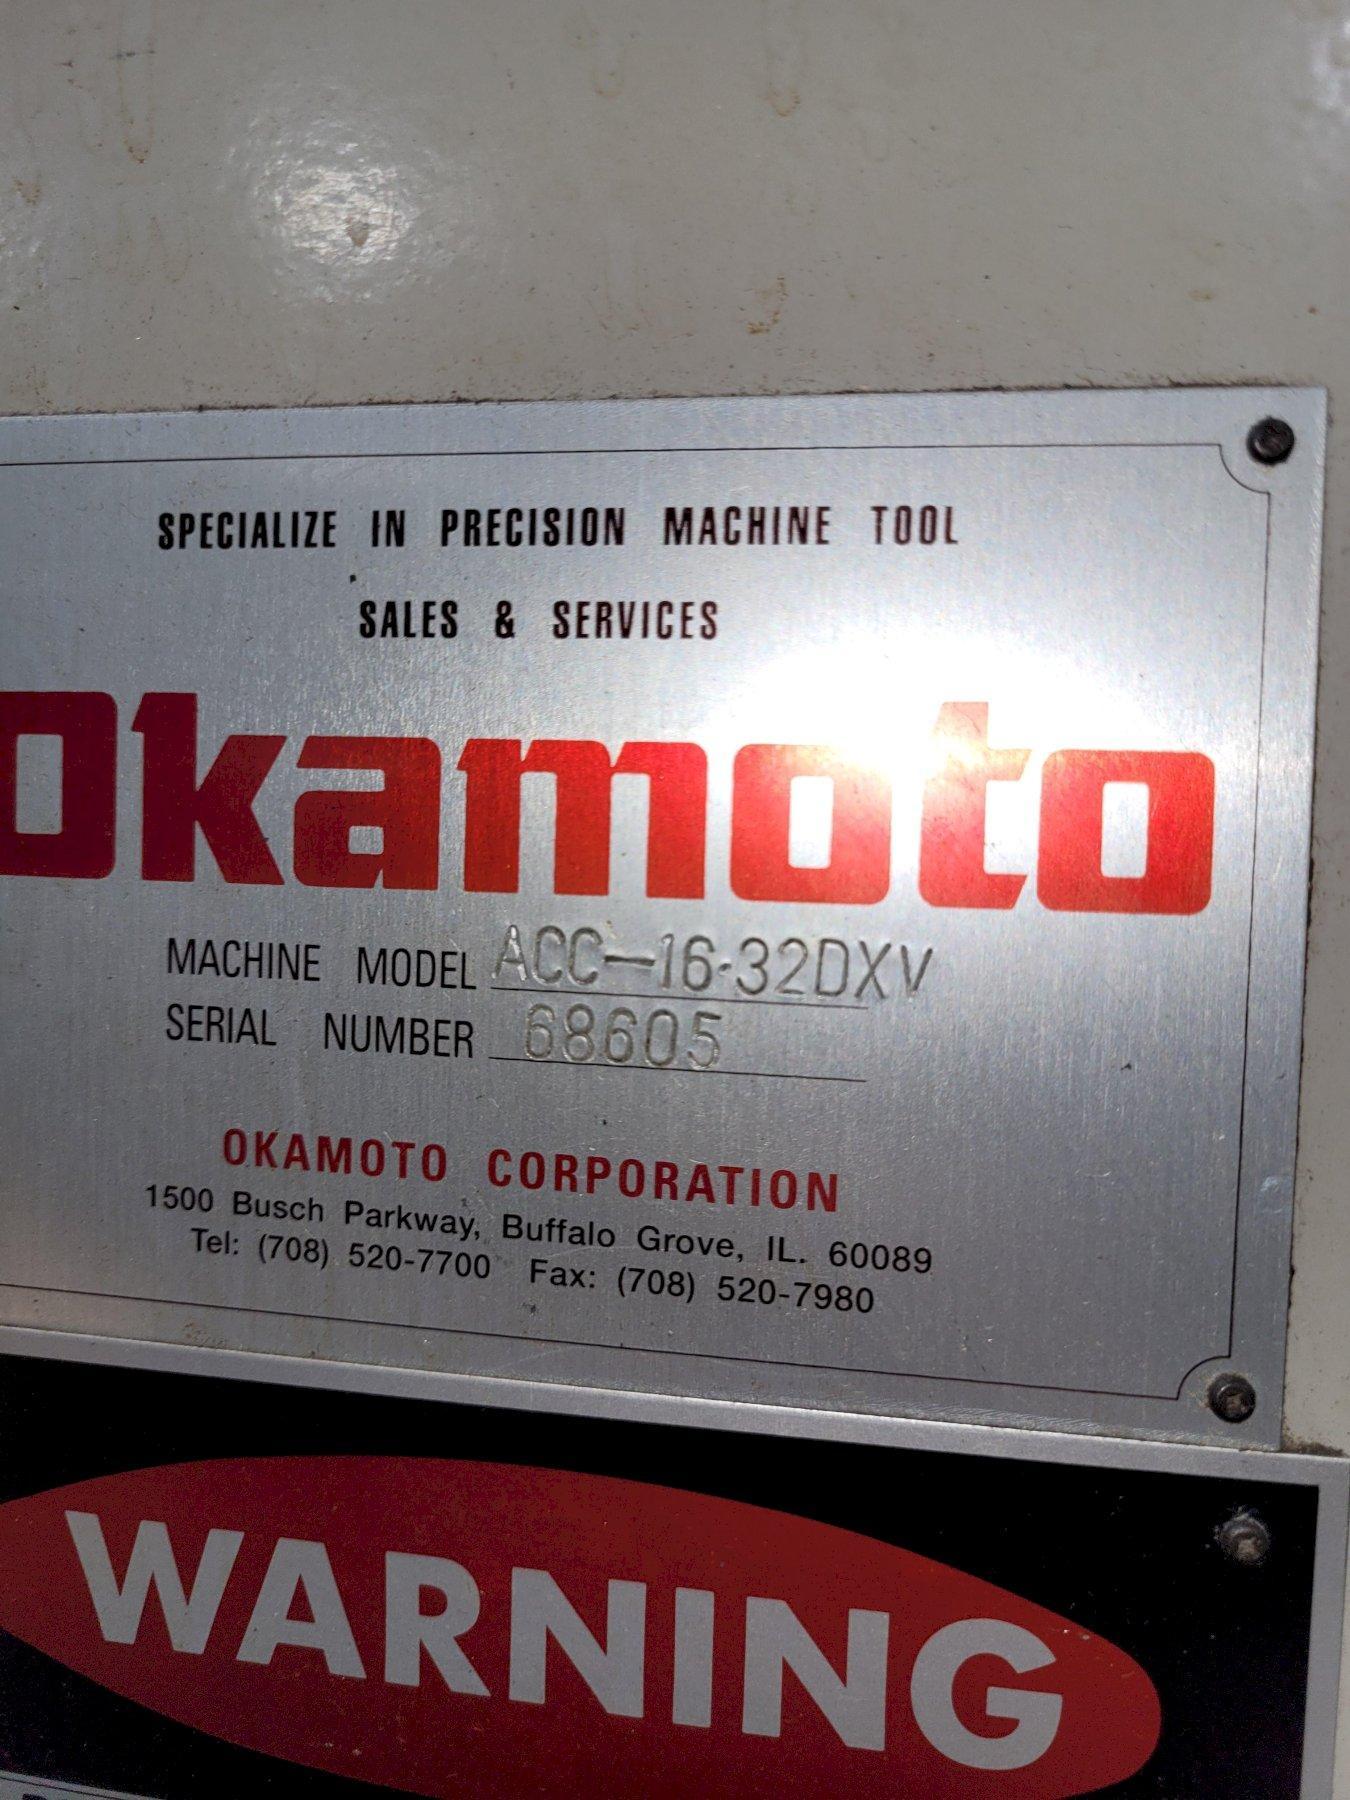 SPECIALIZE IN PRECISION MACHINE TOOL
SALES & SERVICES
Okamoto
MACHINE MODEL ACC-16·32DXV
SERIAL NUMBER 68605
OKAMOTO CORPORATION
1500 Busch Parkway, Buffalo Grove, IL. 60089
Tel: (708) 520-7700 Fax: (708) 520-7980
WARNING